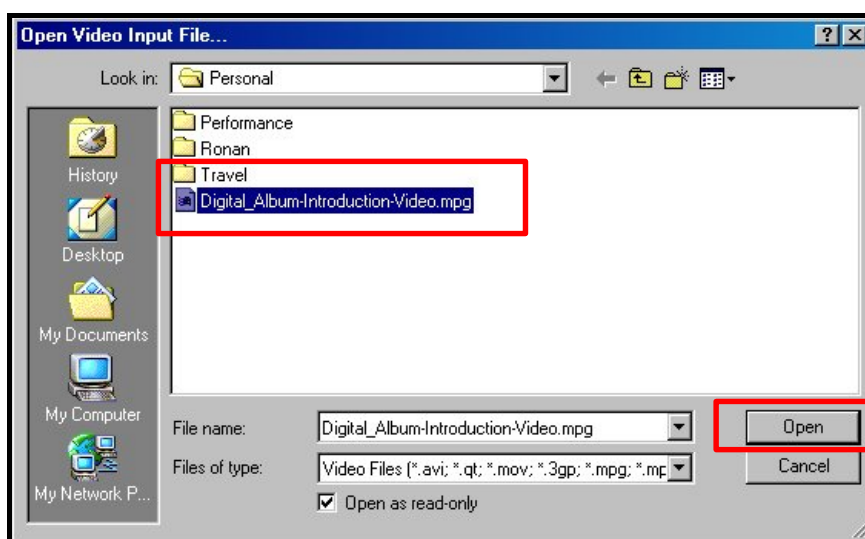 Open Video Input File...
Look in: Personal
History
Desktop
My Documents
My Computer
My Network P...
Performance
Ronan
Travel
Digital_Album-Introduction-Video.mpg
File name: Digital_Album-Introduction-Video.mpg Open
Files of type: Video Files (*.avi; *.qt; *.mov; *.3gp; *.mpg; *.mp Cancel
Open as read-only